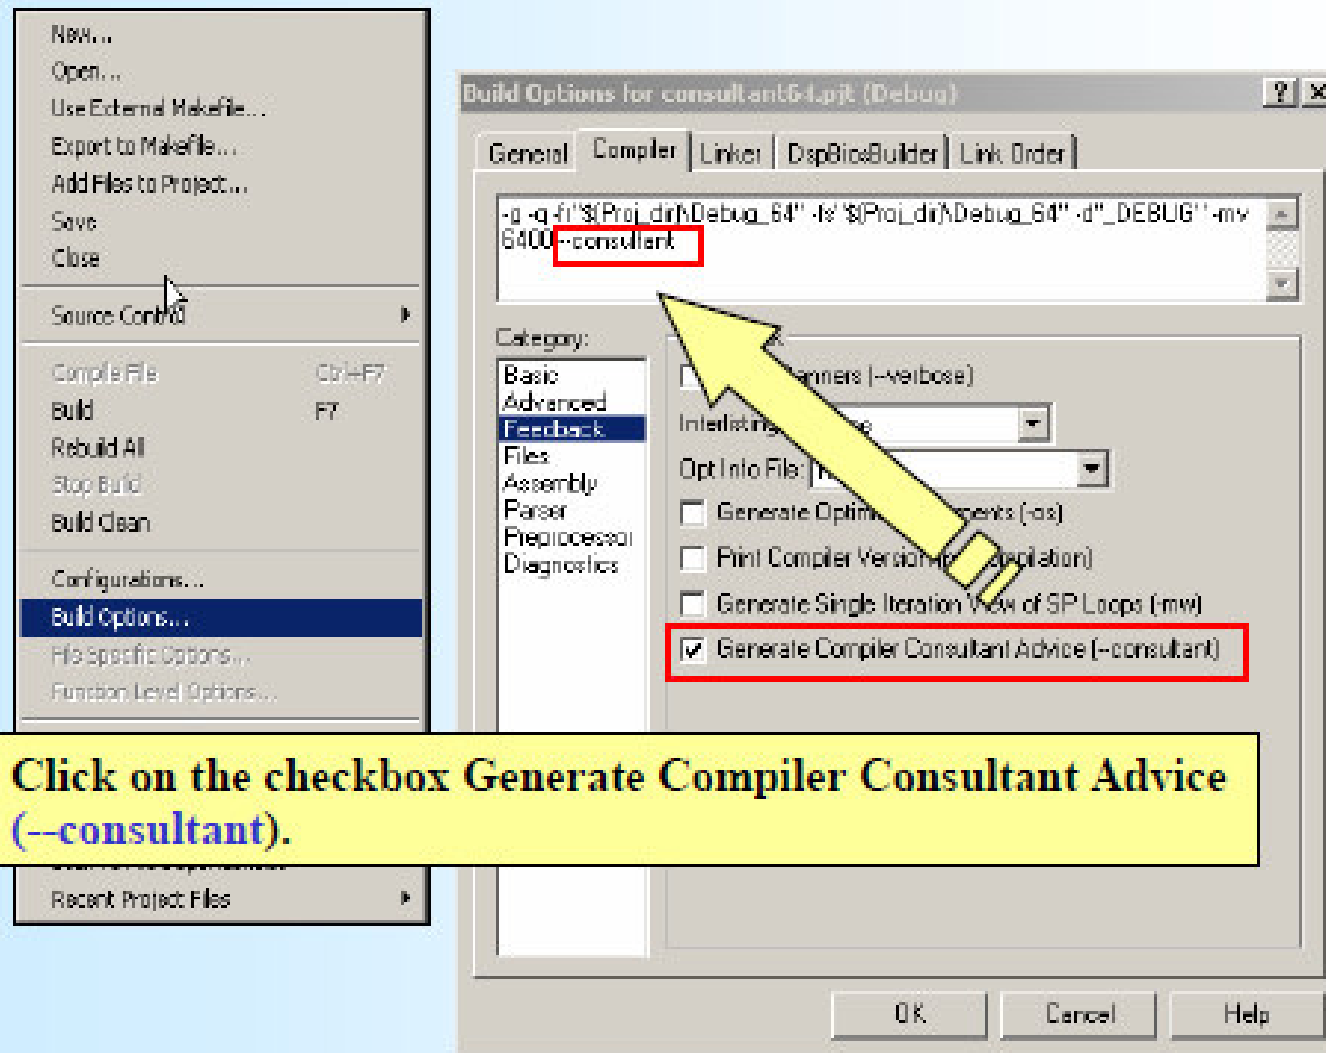 New...
Open...
Use External Makefile...
Export to Makefile...
Add Files to Project...
Save
Close
Source Control
Compile File Ctrl+F7
Build F7
Rebuild All
Stop Build
Build Clean
Configurations...
Build Options...
File Specific Options...
Function Level Options...
Recent Project Files
Build Options for consultant64.pjt (Debug)
General Compiler Linker DspBiosBuilder Link Order
-g -q -fr"$(Proj_dir)\Debug_64" -fs"$(Proj_dir)\Debug_64" -d"_DEBUG" -mv
6400 --consultant
Category:
Basic
Advanced
Feedback
Files
Assembly
Parser
Preprocessor
Diagnostics
(--verbose)
Opt Info File:
Generate (-os)
Print Compiler
Generate Single Iteration View of SP Loops (-mw)
Generate Compiler Consultant Advice (--consultant)
Click on the checkbox Generate Compiler Consultant Advice
(--consultant).
OK Cancel Help